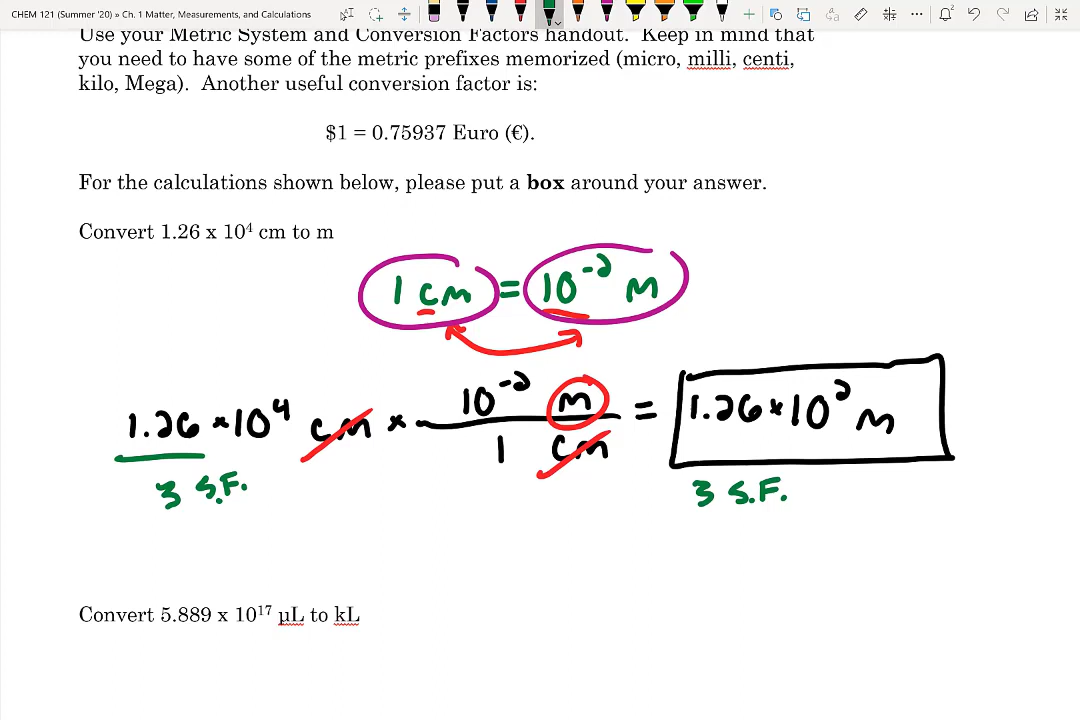 CHEM 121 (Summer '20) » Ch. 1 Matter, Measurements, and Calculations
Use your Metric System and Conversion Factors handout. Keep in mind that
you need to have some of the metric prefixes memorized (micro, milli, centi,
kilo, Mega). Another useful conversion factor is:
$1 = 0.75937 Euro (€).
For the calculations shown below, please put a box around your answer.
Convert 1.26 x 10⁴ cm to m
1 cm = 10⁻² m
1.26 × 10⁴ cm × 10⁻² m / 1 cm = 1.26 × 10² m
3 S.F. 3 S.F.
Convert 5.889 x 10¹⁷ µL to kL